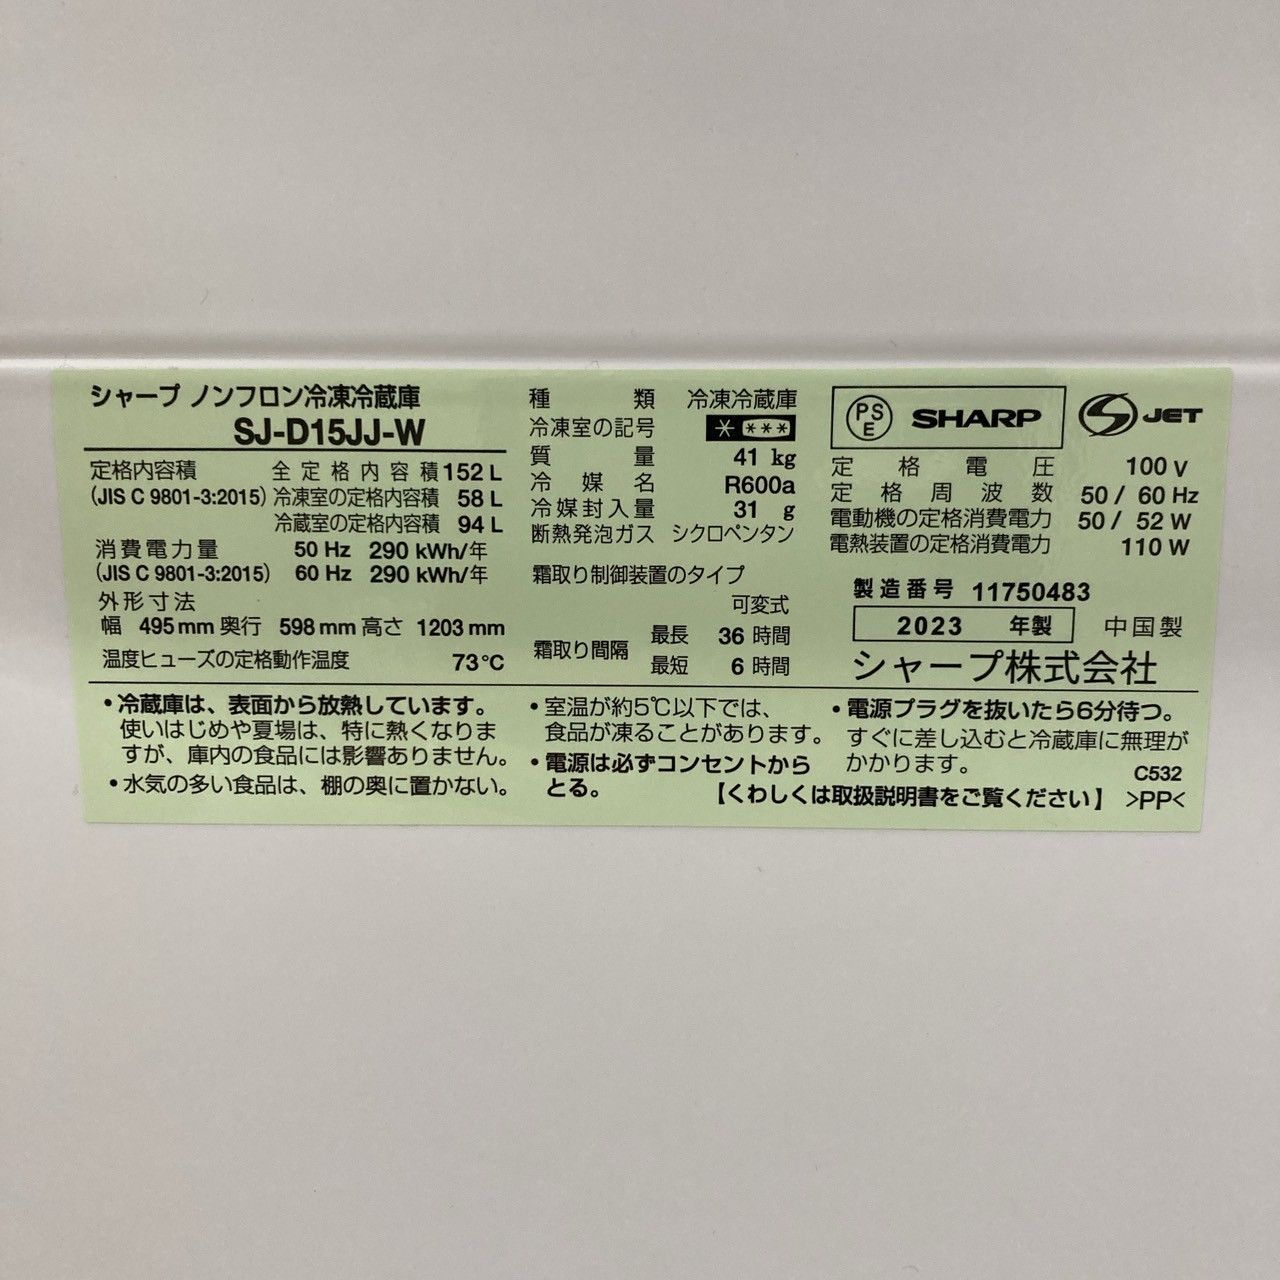 シャープ ノンフロン冷凍冷蔵庫
SJ-D15JJ-W
定格内容積 全定格内容積 152 L
(JIS C 9801-3:2015) 冷凍室の定格内容積 58 L
冷蔵室の定格内容積 94 L
消費電力量 50 Hz 290 kWh/年
(JIS C 9801-3:2015) 60 Hz 290 kWh/年
外形寸法
幅 495 mm 奥行 598 mm 高さ 1203 mm
温度ヒューズの定格動作温度 73℃
種類 冷凍冷蔵庫
冷凍室の記号 * ***
質量 41 kg
冷媒名 R600a
冷媒封入量 31 g
断熱発泡ガス シクロペンタン
霜取り制御装置のタイプ
可変式
霜取り間隔 最長 36 時間
最短 6 時間
PSE SHARP JET
定格電圧 100 V
定格周波数 50 / 60 Hz
電動機の定格消費電力 50 / 52 W
電熱装置の定格消費電力 110 W
製造番号 11750483
2023 年製 中国製
シャープ株式会社
・冷蔵庫は、表面から放熱しています。
使いはじめや夏場は、特に熱くなりま
すが、庫内の食品には影響ありません。
・水気の多い食品は、棚の奥に置かない。
・室温が約5℃以下では、
食品が凍ることがあります。
・電源は必ずコンセントから
とる。
・電源プラグを抜いたら6分待つ。
すぐに差し込むと冷蔵庫に無理が
かかります。
C532
【くわしくは取扱説明書をご覧ください】 >PP<